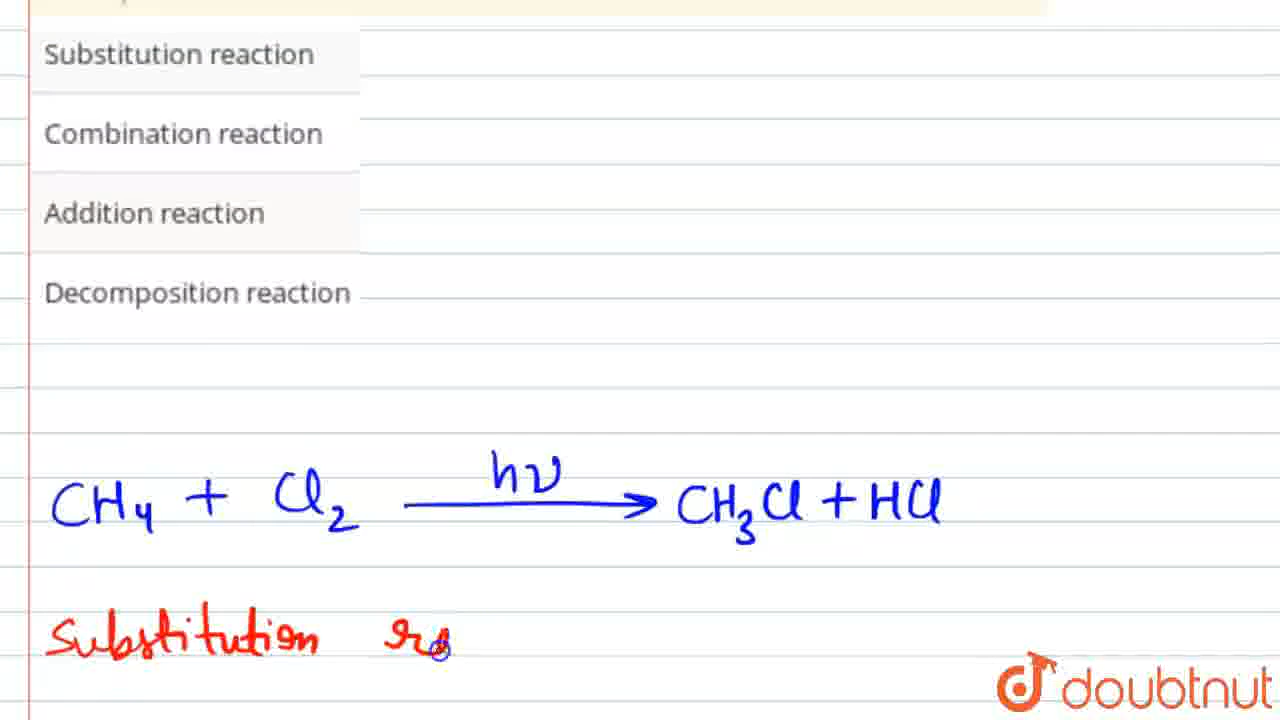 Substitution reaction
Combination reaction
Addition reaction
Decomposition reaction
hν
CH4 + Cl2 → CH3Cl + HCl
Substitution
doubtnut